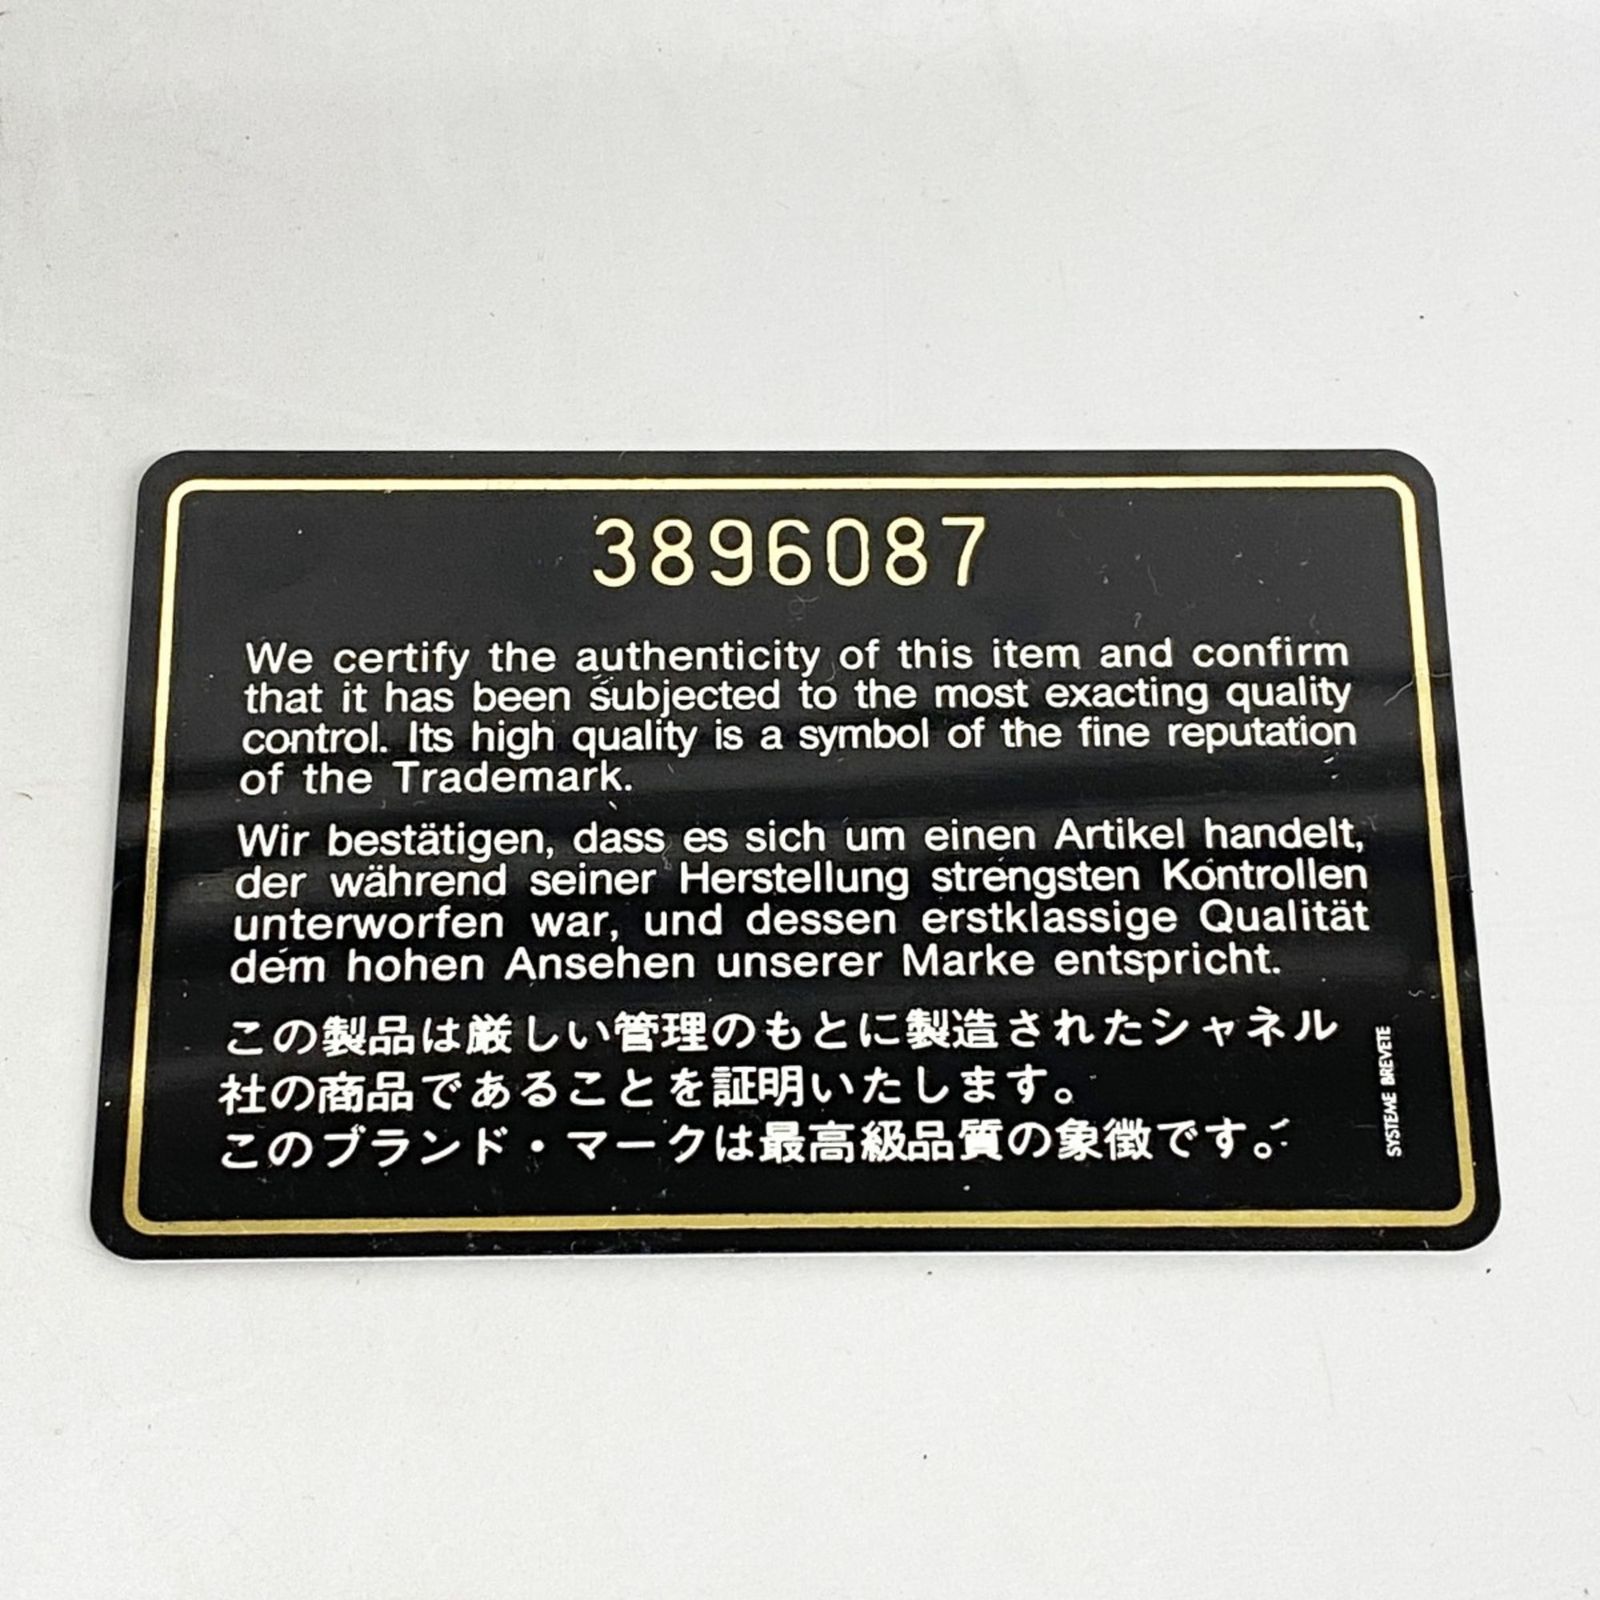 3896087
We certify the authenticity of this item and confirm
that it has been subjected to the most exacting quality
control. Its high quality is a symbol of the fine reputation
of the Trademark.
Wir bestätigen, dass es sich um einen Artikel handelt,
der während seiner Herstellung strengsten Kontrollen
unterworfen war, und dessen erstklassige Qualität
dem hohen Ansehen unserer Marke entspricht.
この製品は厳しい管理のもとに製造されたシャネル
社の商品であることを証明いたします。
このブランド・マークは最高級品質の象徴です。
SYSTEME BREVETE